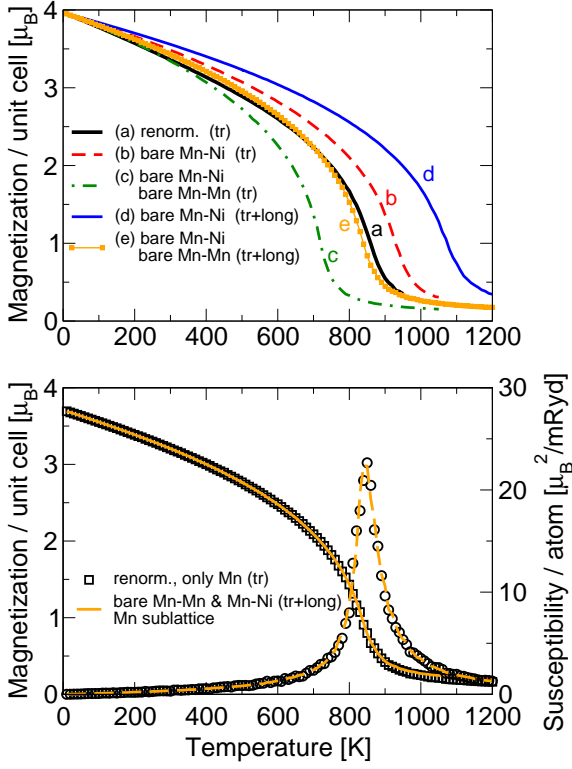 4
3
2
1
0
Magnetization / unit cell [μB]
(a) renorm. (tr)
(b) bare Mn-Ni (tr)
(c) bare Mn-Ni
bare Mn-Mn (tr)
(d) bare Mn-Ni (tr+long)
(e) bare Mn-Ni
bare Mn-Mn (tr+long)
d
b
a
e
c
0 200 400 600 800 1000 1200
4
3
2
1
0
Magnetization / unit cell [μB]
30
20
10
0
Susceptibility / atom [μB²/mRyd]
renorm., only Mn (tr)
bare Mn-Mn & Mn-Ni (tr+long)
Mn sublattice
0 200 400 600 800 1000 1200
Temperature [K]